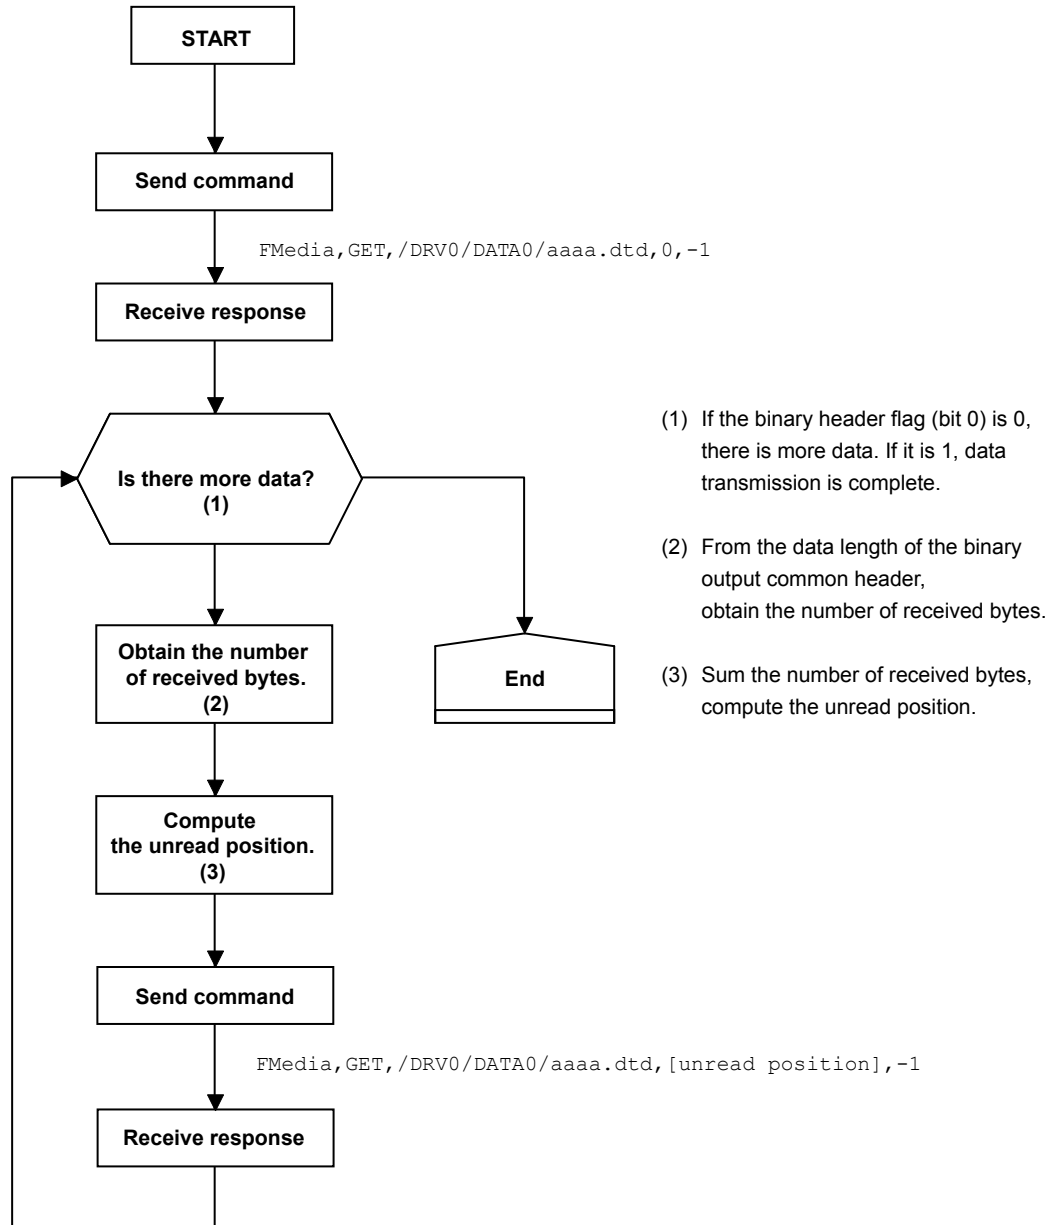 START
Send command
FMedia,GET,/DRV0/DATA0/aaaa.dtd,0,-1
Receive response
Is there more data?
(1)
Obtain the number
of received bytes.
(2)
End
Compute
the unread position.
(3)
Send command
FMedia,GET,/DRV0/DATA0/aaaa.dtd,[unread position],-1
Receive response
(1) If the binary header flag (bit 0) is 0,
there is more data. If it is 1, data
transmission is complete.
(2) From the data length of the binary
output common header,
obtain the number of received bytes.
(3) Sum the number of received bytes,
compute the unread position.